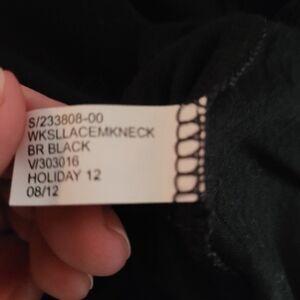 S/233808-00
WKSLLACEMKNECK
BR BLACK
V/303016
HOLIDAY 12
08/12